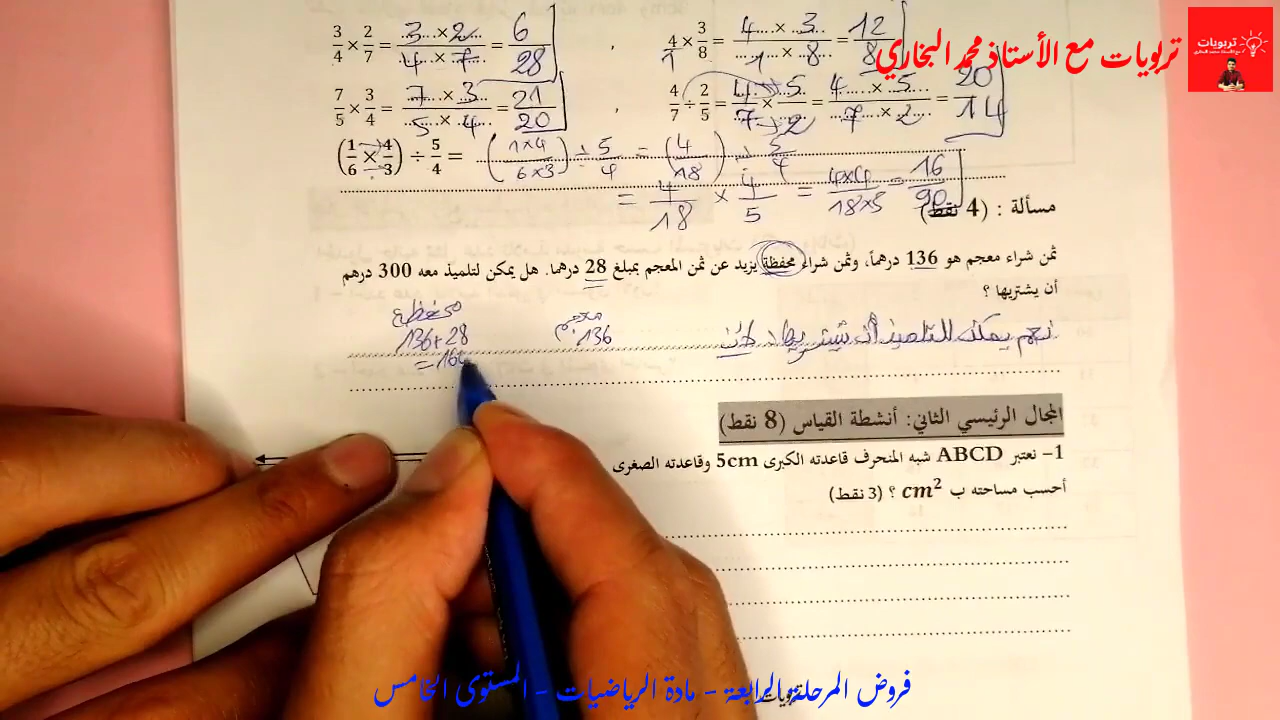 تربويات مع الأستاذ محمد البخاري
تربويات
3/4 × 2/7 = 3 × 2 / 4 × 7 = 6/28 , 4/1 × 3/8 = 4 × 3 / 1 × 8 = 12/8
7/5 × 3/4 = 7 × 3 / 5 × 4 = 21/20 , 4/7 ÷ 2/5 = 4/7 × 5/2 = 4 × 5 / 7 × 2 = 20/14
(1/6 × 4/3) ÷ 5/4 = (1×4 / 6×3) ÷ 5/4 = (4/18) ÷ 5/4
= 4/18 × 4/5 = 4×4 / 18×5 = 16/90
مسألة : (4 نقط)
ثمن شراء معجم هو 136 درهماً، وثمن شراء محفظة يزيد عن ثمن المعجم بمبلغ 28 درهما. هل يمكن لتلميذ معه 300 درهم
أن يشتريها ؟
نعم يمكن للتلميذ أن يشتريها لأن
معجم
136
محفظة
136+28
=164
المجال الرئيسي الثاني: أنشطة القياس (8 نقط)
1– نعتبر ABCD شبه المنحرف قاعدته الكبرى 5cm وقاعدته الصغرى
أحسب مساحته ب cm² ؟ (3 نقط)
فروض المرحلة الرابعة - مادة الرياضيات - المستوى الخامس